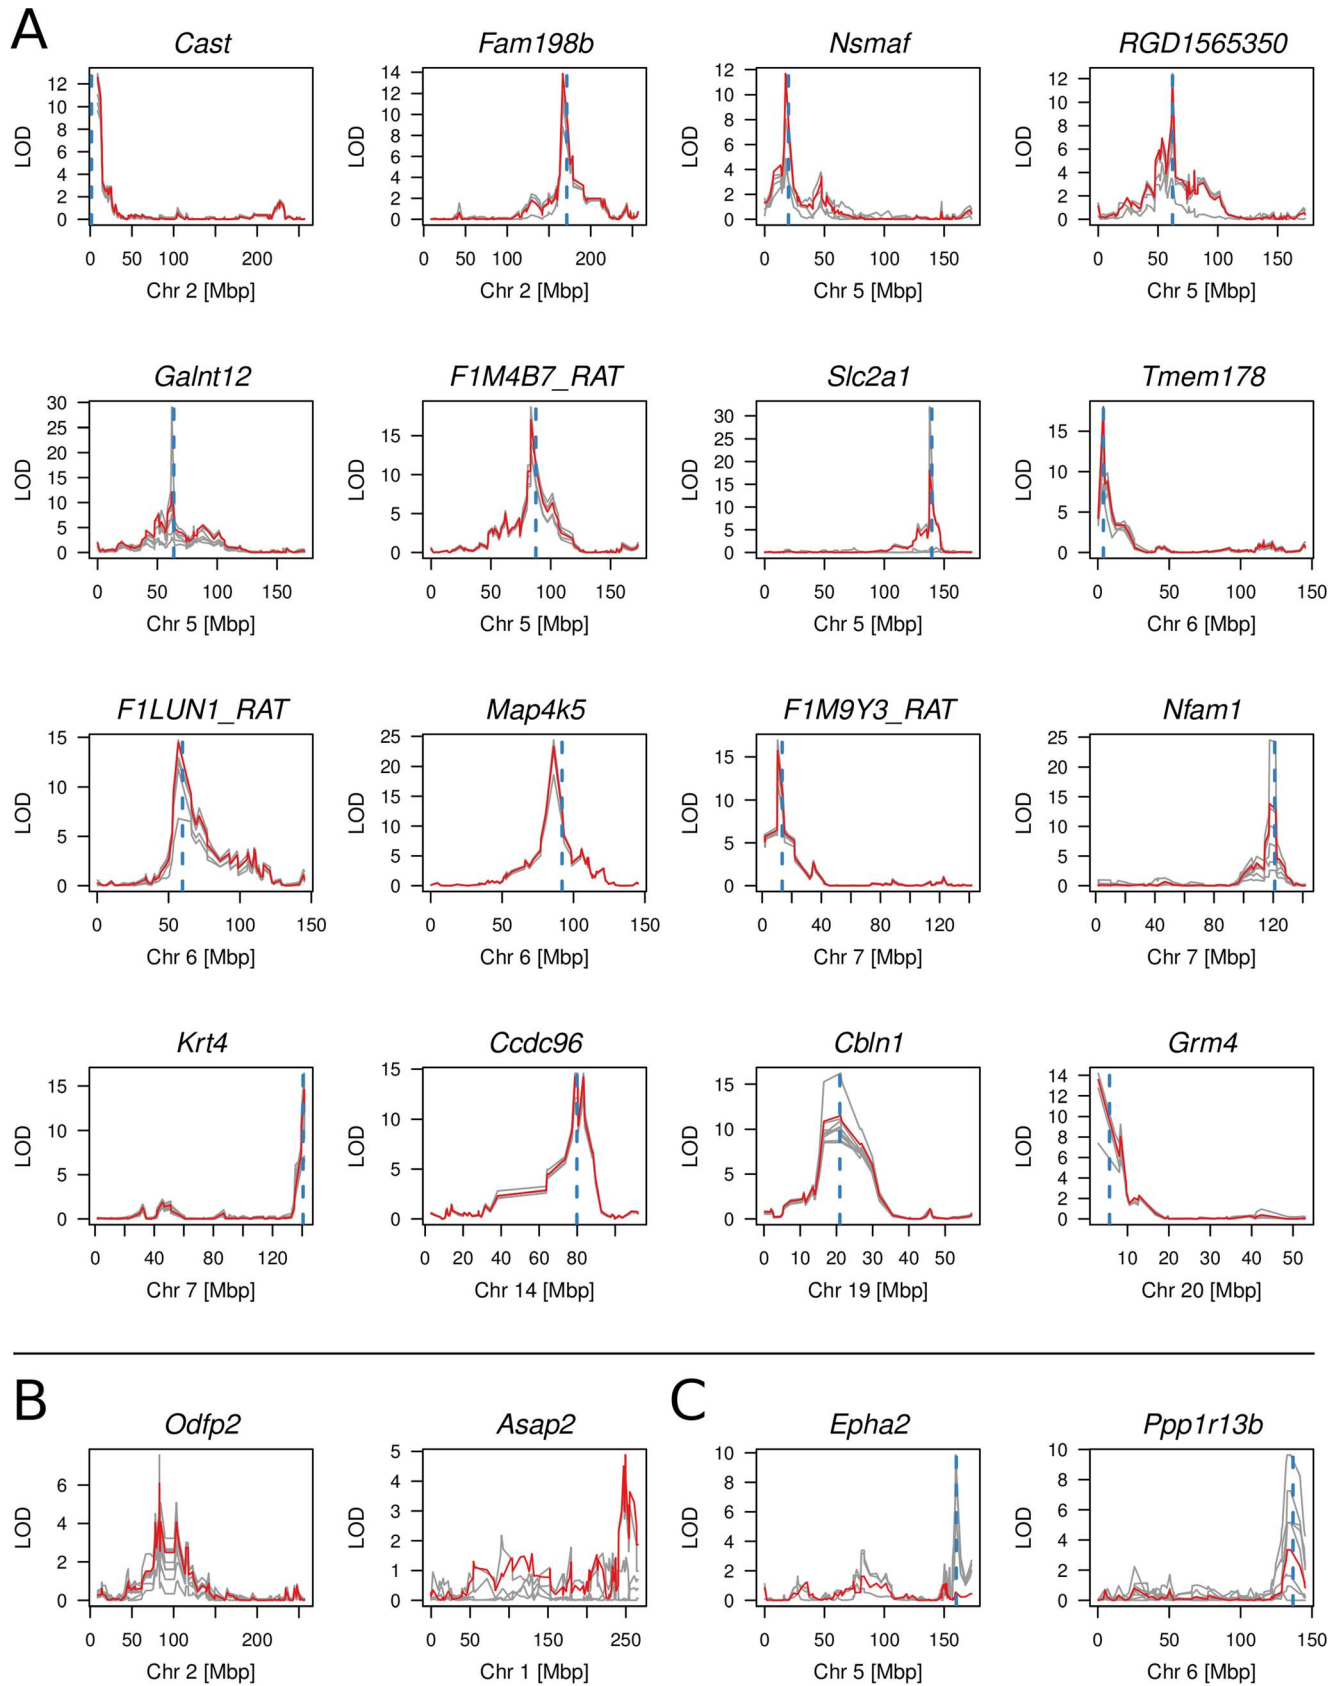 A
Cast Fam198b Nsmaf RGD1565350
LOD 0 2 4 6 8 10 12
0 50 100 200
Chr 2 [Mbp]
LOD 0 2 4 6 8 10 12 14
0 50 100 200
Chr 2 [Mbp]
LOD 0 2 4 6 8 10 12
0 50 100 150
Chr 5 [Mbp]
LOD 0 2 4 6 8 10 12
0 50 100 150
Chr 5 [Mbp]
Galnt12 F1M4B7_RAT Slc2a1 Tmem178
LOD 0 5 10 15 20 25 30
0 50 100 150
Chr 5 [Mbp]
LOD 0 5 10 15
0 50 100 150
Chr 5 [Mbp]
LOD 0 5 10 15 20 25 30
0 50 100 150
Chr 5 [Mbp]
LOD 0 5 10 15
0 50 100 150
Chr 6 [Mbp]
F1LUN1_RAT Map4k5 F1M9Y3_RAT Nfam1
LOD 0 5 10 15
0 50 100 150
Chr 6 [Mbp]
LOD 0 5 10 15 20 25
0 50 100 150
Chr 6 [Mbp]
LOD 0 5 10 15
0 40 80 120
Chr 7 [Mbp]
LOD 0 5 10 15 20 25
0 40 80 120
Chr 7 [Mbp]
Krt4 Ccdc96 Cbln1 Grm4
LOD 0 5 10 15
0 40 80 120
Chr 7 [Mbp]
LOD 0 5 10 15
0 20 40 60 80
Chr 14 [Mbp]
LOD 0 5 10 15
0 10 20 30 40 50
Chr 19 [Mbp]
LOD 0 2 4 6 8 10 12 14
10 20 30 40 50
Chr 20 [Mbp]
B
Odfp2 Asap2
LOD 0 2 4 6
0 50 100 200
Chr 2 [Mbp]
LOD 0 1 2 3 4 5
0 50 150 250
Chr 1 [Mbp]
C
Epha2 Ppp1r13b
LOD 0 2 4 6 8 10
0 50 100 150
Chr 5 [Mbp]
LOD 0 2 4 6 8 10
0 50 100 150
Chr 6 [Mbp]